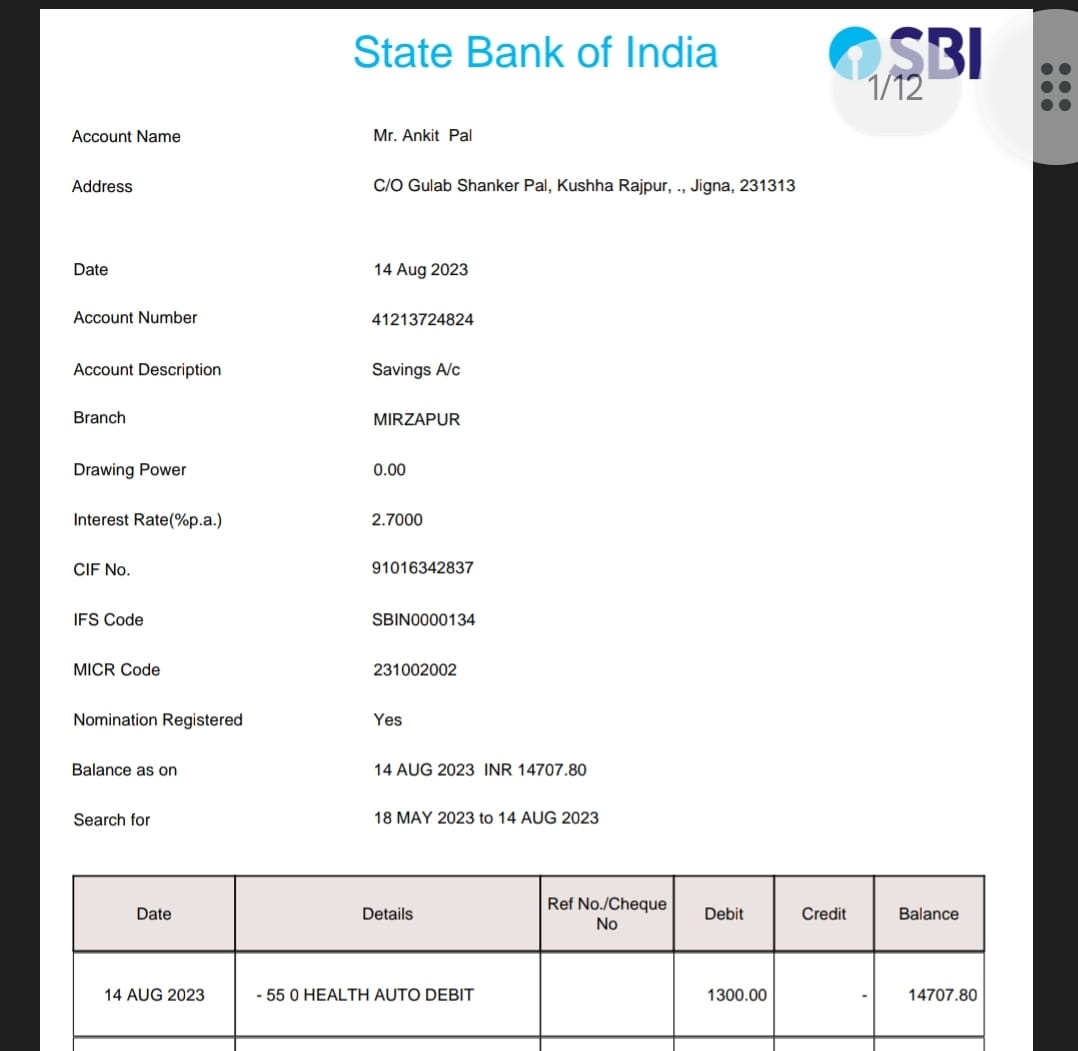 State Bank of India
SBI
1/12
Account Name Mr. Ankit Pal
Address C/O Gulab Shanker Pal, Kushha Rajpur, ., Jigna, 231313
Date 14 Aug 2023
Account Number 41213724824
Account Description Savings A/c
Branch MIRZAPUR
Drawing Power 0.00
Interest Rate(%p.a.) 2.7000
CIF No. 91016342837
IFS Code SBIN0000134
MICR Code 231002002
Nomination Registered Yes
Balance as on 14 AUG 2023 INR 14707.80
Search for 18 MAY 2023 to 14 AUG 2023
Date Details Ref No./Cheque No Debit Credit Balance
14 AUG 2023 - 55 0 HEALTH AUTO DEBIT 1300.00 - 14707.80